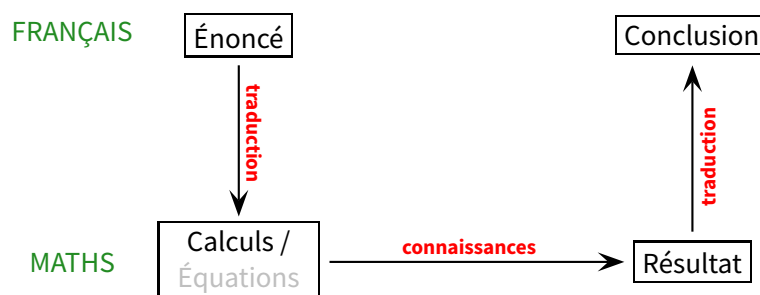 FRANÇAIS
Énoncé
Conclusion
traduction
traduction
MATHS
Calculs /
Équations
connaissances
Résultat